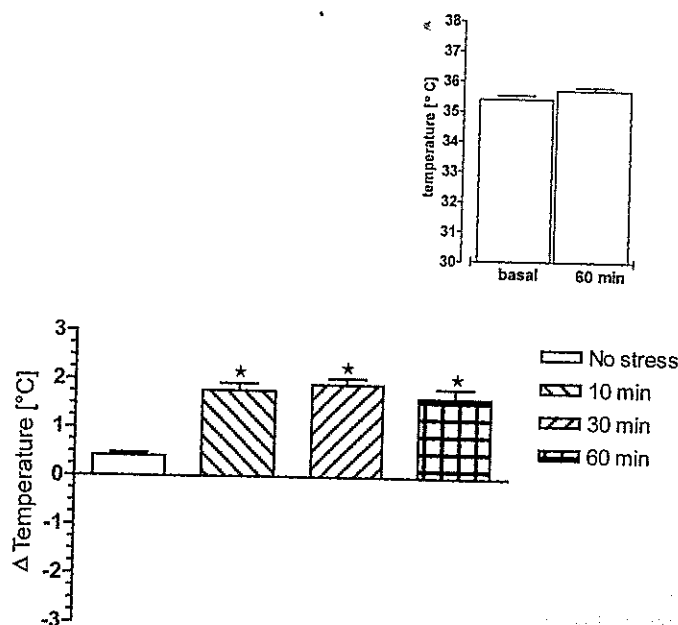 A
38
37
36
35
34
33
32
31
30
temperature [° C]
basal 60 min
3
2
1
0
-1
-2
-3
Δ Temperature [°C]
★ ★ ★
No stress
10 min
30 min
60 min